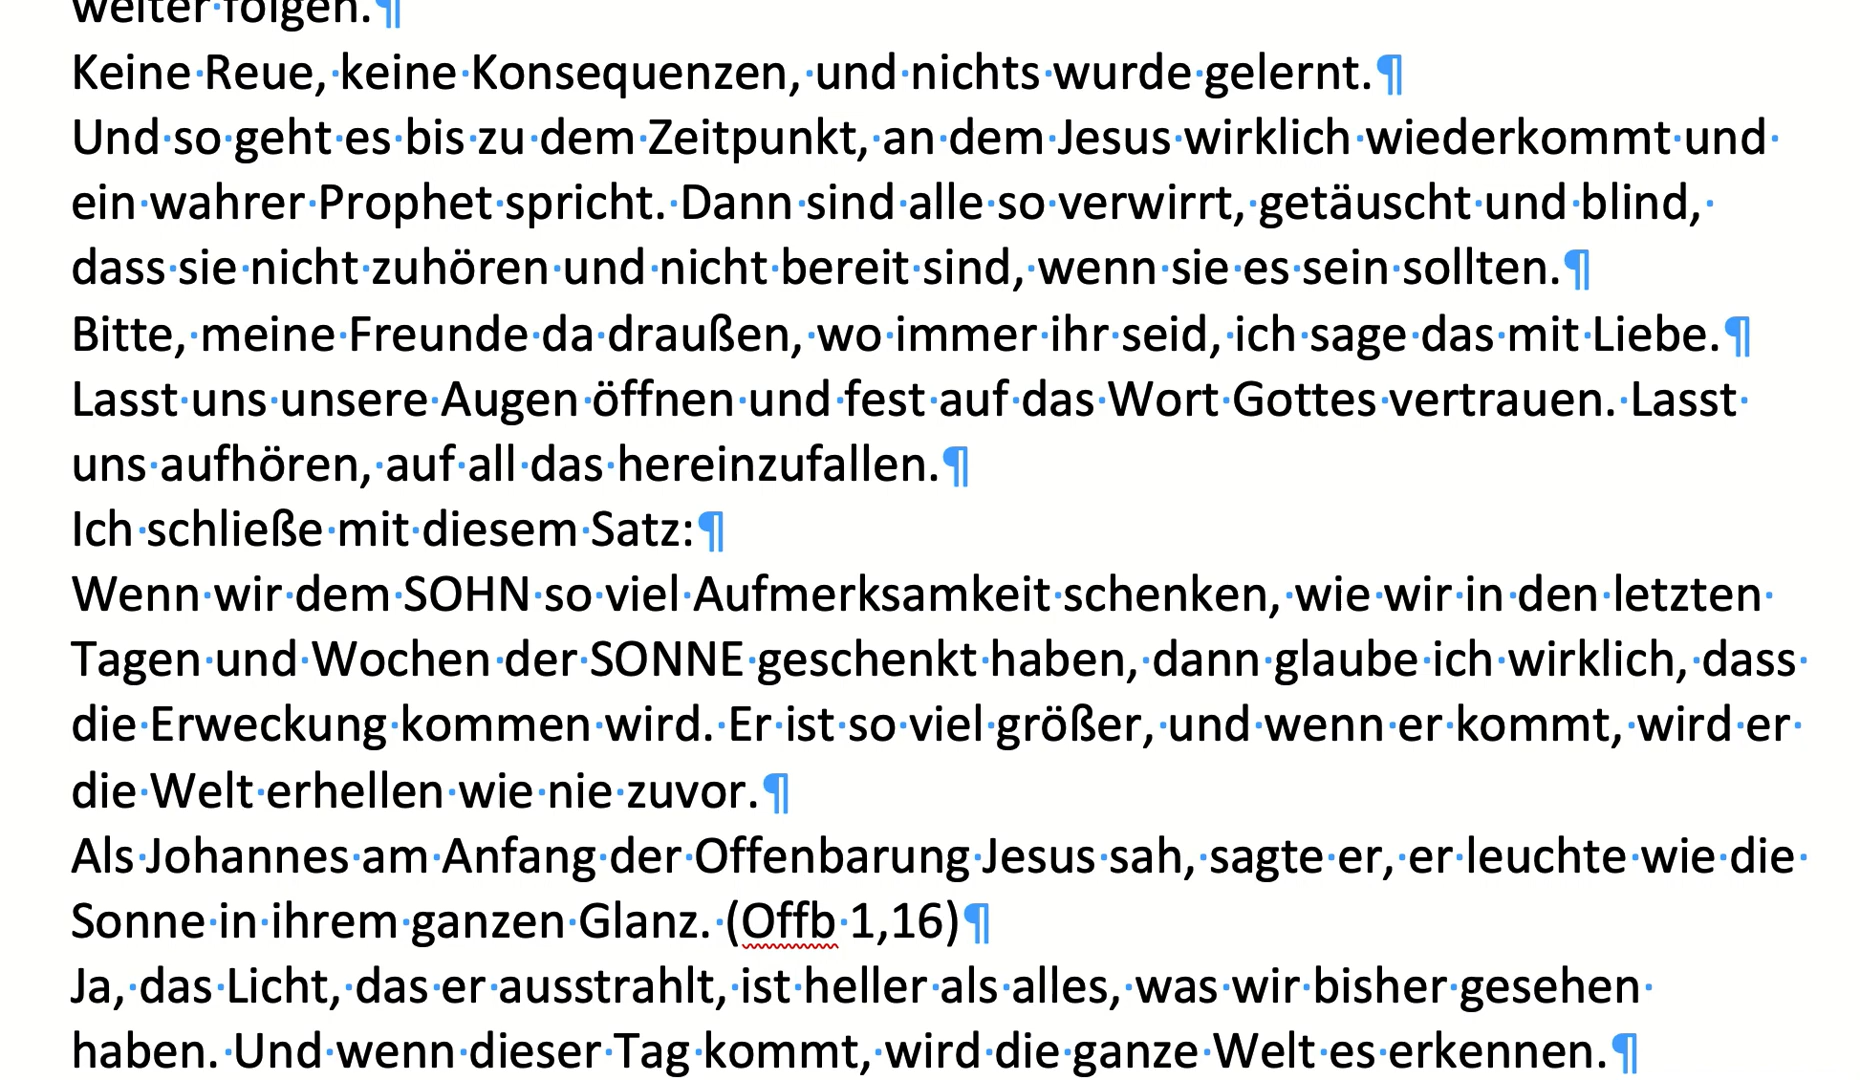 weiter folgen.¶
Keine·Reue,·keine·Konsequenzen,·und·nichts·wurde·gelernt.¶
Und·so·geht·es·bis·zu·dem·Zeitpunkt,·an·dem·Jesus·wirklich·wiederkommt·und·
ein·wahrer·Prophet·spricht.·Dann·sind·alle·so·verwirrt,·getäuscht·und·blind,·
dass·sie·nicht·zuhören·und·nicht·bereit·sind,·wenn·sie·es·sein·sollten.¶
Bitte,·meine·Freunde·da·draußen,·wo·immer·ihr·seid,·ich·sage·das·mit·Liebe.¶
Lasst·uns·unsere·Augen·öffnen·und·fest·auf·das·Wort·Gottes·vertrauen.·Lasst·
uns·aufhören,·auf·all·das·hereinzufallen.¶
Ich·schließe·mit·diesem·Satz:¶
Wenn·wir·dem·SOHN·so·viel·Aufmerksamkeit·schenken,·wie·wir·in·den·letzten·
Tagen·und·Wochen·der·SONNE·geschenkt·haben,·dann·glaube·ich·wirklich,·dass·
die·Erweckung·kommen·wird.·Er·ist·so·viel·größer,·und·wenn·er·kommt,·wird·er·
die·Welt·erhellen·wie·nie·zuvor.¶
Als·Johannes·am·Anfang·der·Offenbarung·Jesus·sah,·sagte·er,·er·leuchte·wie·die·
Sonne·in·ihrem·ganzen·Glanz.·(Offb·1,16)¶
Ja,·das·Licht,·das·er·ausstrahlt,·ist·heller·als·alles,·was·wir·bisher·gesehen·
haben.·Und·wenn·dieser·Tag·kommt,·wird·die·ganze·Welt·es·erkennen.¶